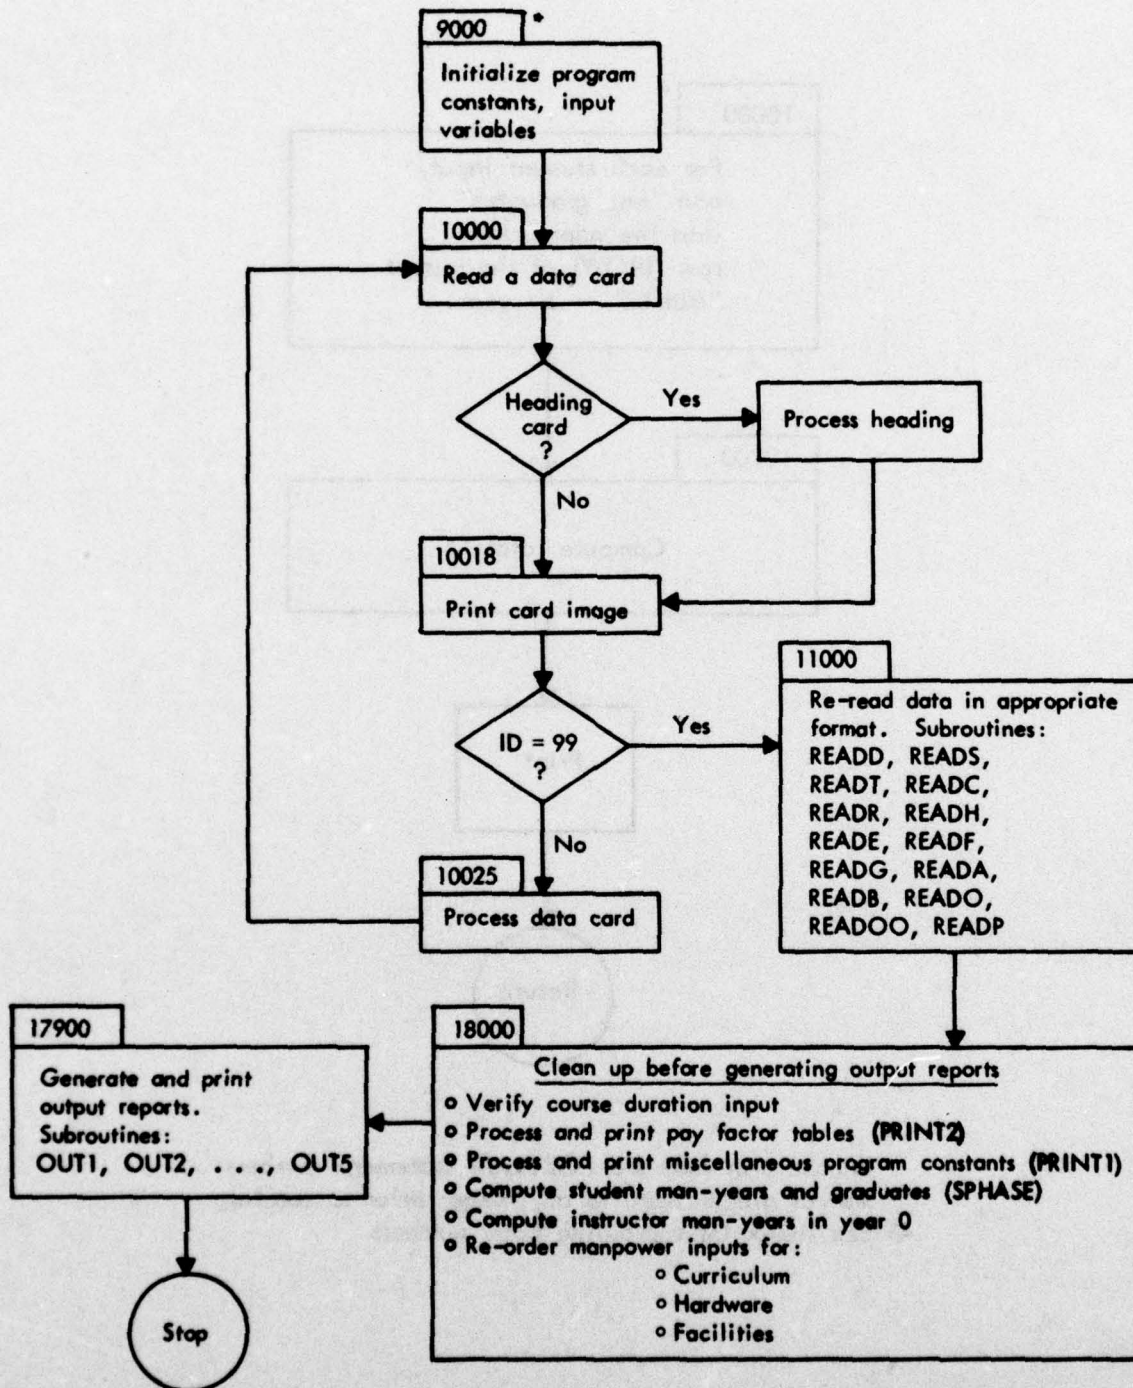 9000 *
Initialize program
constants, input
variables
10000
Read a data card
Heading
card
?
Yes
Process heading
No
10018
Print card image
ID = 99
?
Yes
No
10025
Process data card
11000
Re-read data in appropriate
format. Subroutines:
READD, READS,
READT, READC,
READR, READH,
READE, READF,
READG, READA,
READB, READO,
READOO, READP
18000
Clean up before generating output reports
Verify course duration input
Process and print pay factor tables (PRINT2)
Process and print miscellaneous program constants (PRINT1)
Compute student man-years and graduates (SPHASE)
Compute instructor man-years in year 0
Re-order manpower inputs for:
Curriculum
Hardware
Facilities
17900
Generate and print
output reports.
Subroutines:
OUT1, OUT2, . . ., OUT5
Stop